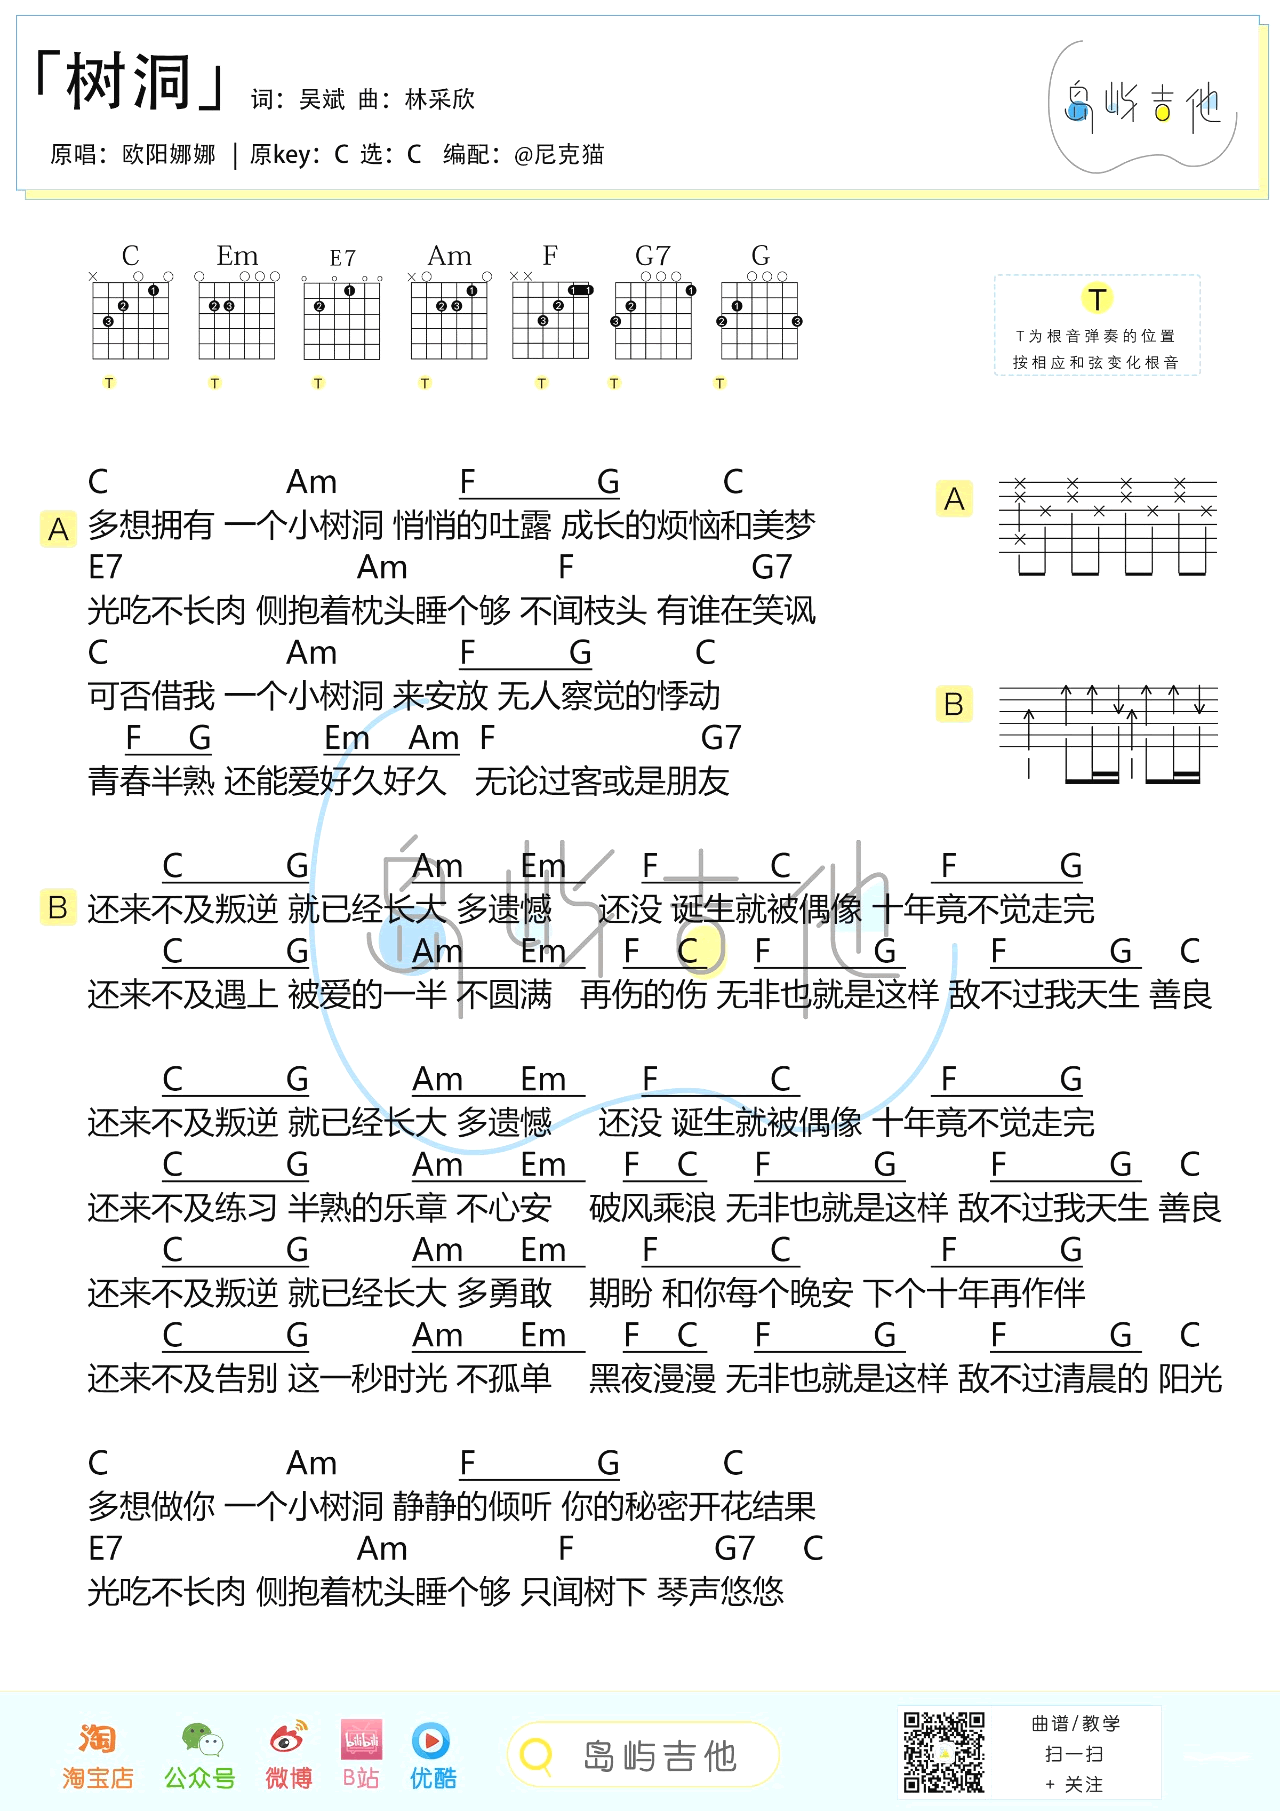 「树洞」 词：吴斌 曲：林采欣
原唱：欧阳娜娜 | 原key：C 选：C 编配：@尼克猫
岛屿吉他
C Em E7 Am F G7 G
T T T T T T T
T
T为根音弹奏的位置
按相应和弦变化根音
C Am F G C
A 多想拥有 一个小树洞 悄悄的吐露 成长的烦恼和美梦
E7 Am F G7
光吃不长肉 侧抱着枕头睡个够 不闻枝头 有谁在笑讽
C Am F G C
可否借我 一个小树洞 来安放 无人察觉的悸动
F G Em Am F G7
青春半熟 还能爱好久好久 无论过客或是朋友
A
B
C G Am Em F C F G
B 还来不及叛逆 就已经长大 多遗憾 还没 诞生就被偶像 十年竟不觉走完
C G Am Em F C F G F G C
还来不及遇上 被爱的一半 不圆满 再伤的伤 无非也就是这样 敌不过我天生 善良
C G Am Em F C F G
还来不及叛逆 就已经长大 多遗憾 还没 诞生就被偶像 十年竟不觉走完
C G Am Em F C F G F G C
还来不及练习 半熟的乐章 不心安 破风乘浪 无非也就是这样 敌不过我天生 善良
C G Am Em F C F G
还来不及叛逆 就已经长大 多勇敢 期盼 和你每个晚安 下个十年再作伴
C G Am Em F C F G F G C
还来不及告别 这一秒时光 不孤单 黑夜漫漫 无非也就是这样 敌不过清晨的 阳光
C Am F G C
多想做你 一个小树洞 静静的倾听 你的秘密开花结果
E7 Am F G7 C
光吃不长肉 侧抱着枕头睡个够 只闻树下 琴声悠悠
岛屿吉他
淘
bilibili
淘宝店 公众号 微博 B站 优酷
岛屿吉他
曲谱/教学
扫一扫
+ 关注